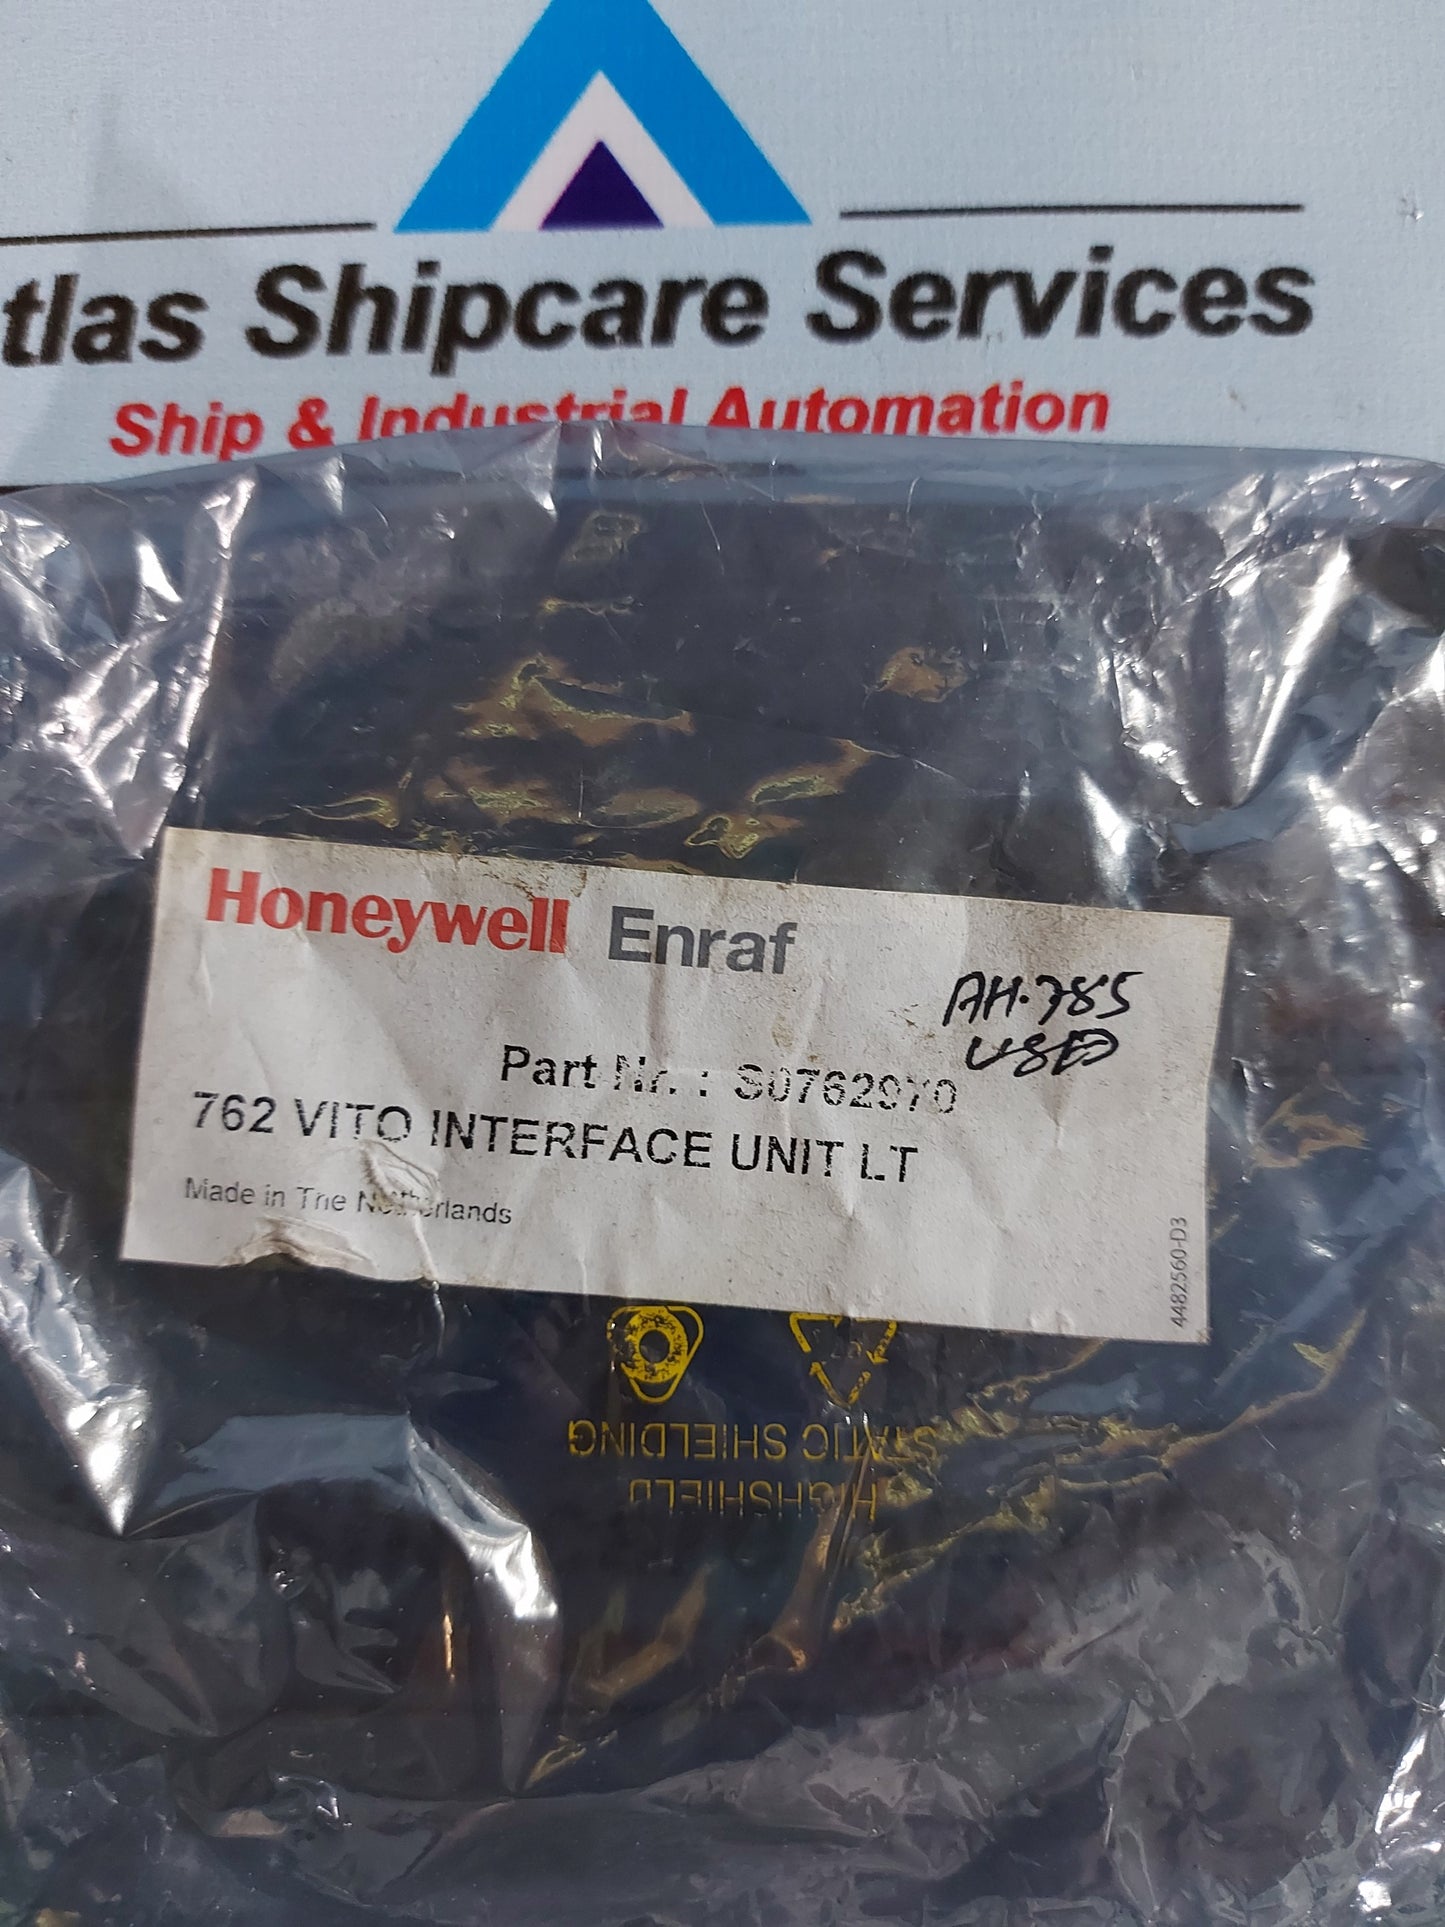 tlas Shipcare Services
Ship & Industrial Automation
Honeywell Enraf
AH-785
USED
Part Nr. : S0762970
762 VITO INTERFACE UNIT LT
Made in The Netherlands
4482560-D3
STATIC SHIELDING
HIGHSHIELD